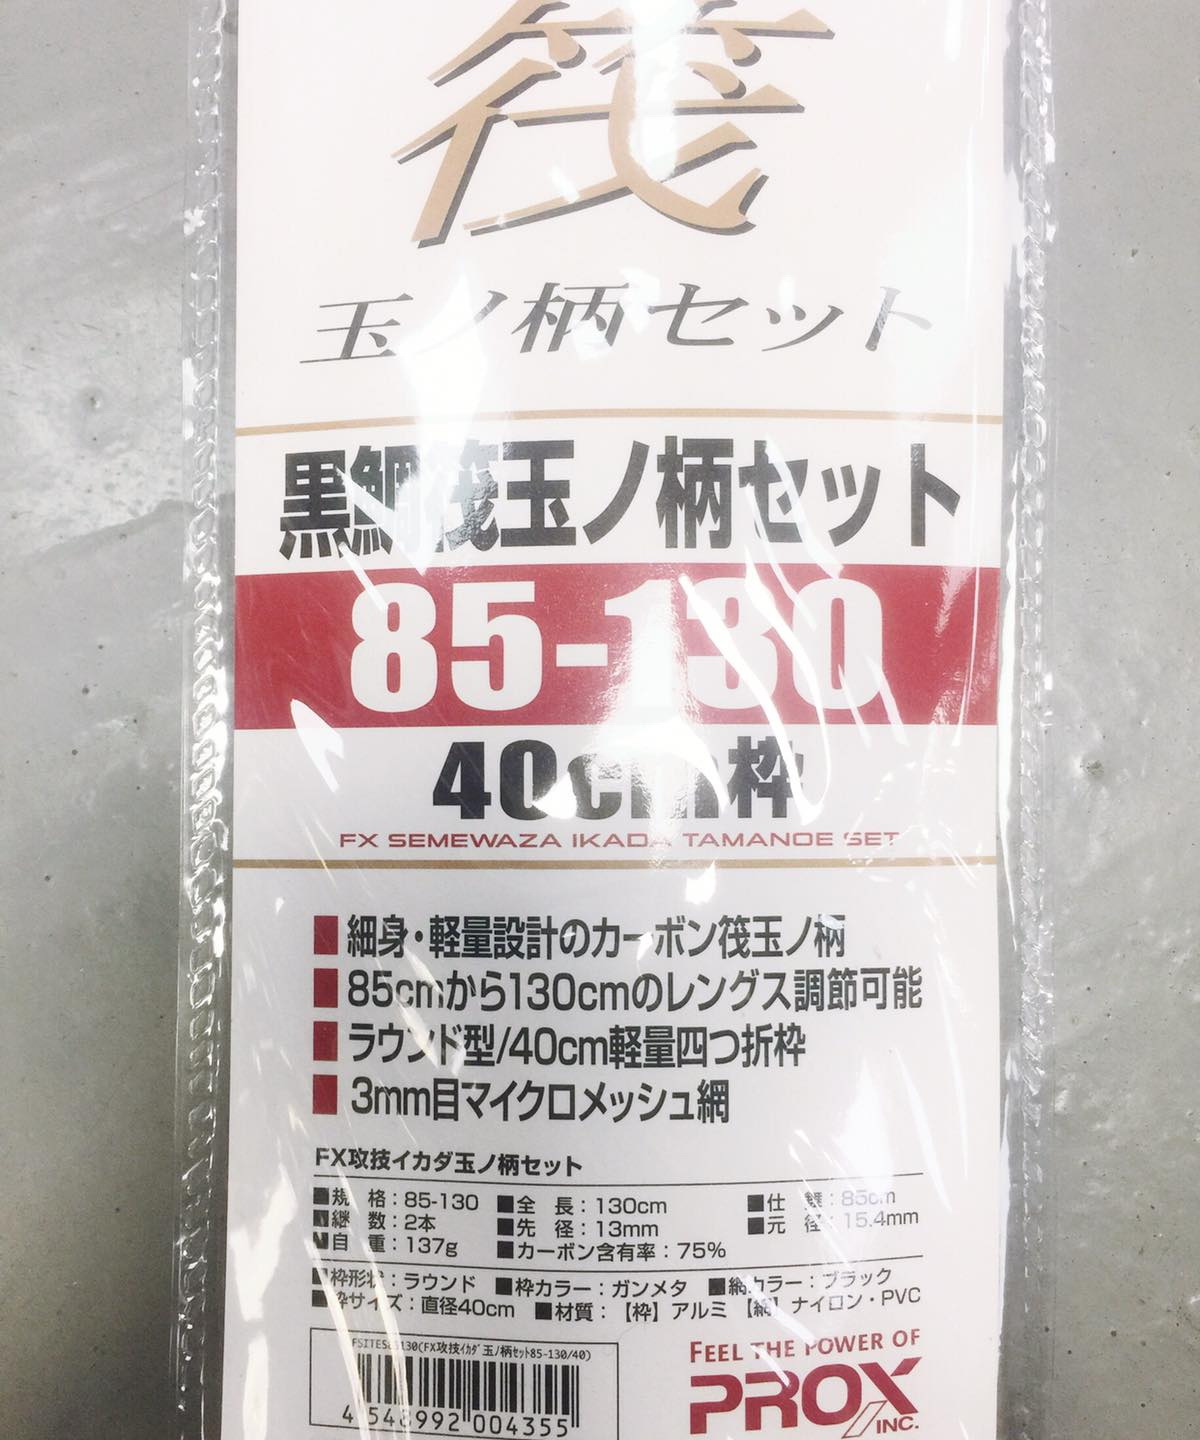 筏
玉ノ柄セット
黒鯛筏玉ノ柄セット
85-130
40cm枠
FX SEMEWAZA IKADA TAMANOE SET
■細身・軽量設計のカーボン筏玉ノ柄
■85cmから130cmのレングス調節可能
■ラウンド型/40cm軽量四つ折枠
■3mm目マイクロメッシュ網
FX攻技イカダ玉ノ柄セット
■規 格：85-130 ■全 長：130cm ■仕 舞：85cm
■継 数：2本 ■先 径：13mm ■元 径：15.4mm
■自 重：137g ■カーボン含有率：75%
■枠形状：ラウンド ■枠カラー：ガンメタ ■網カラー：ブラック
■枠サイズ：直径40cm ■材質：【枠】アルミ 【網】ナイロン・PVC
FSITES85130(FX攻技ｲｶﾀﾞ玉ノ柄ｾｯﾄ85-130/40)
4 548992 004355
FEEL THE POWER OF
PROX
INC.